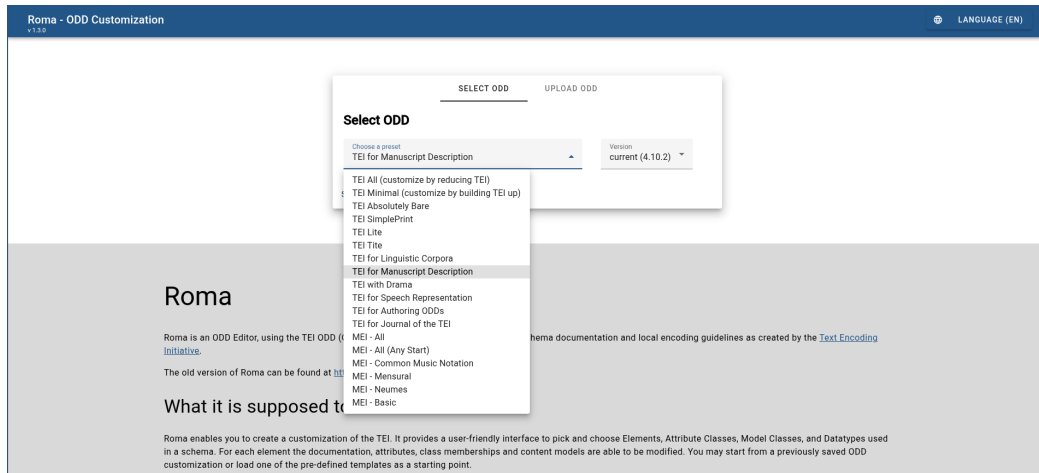 Roma - ODD Customization
v 1.3.0
LANGUAGE (EN)
SELECT ODD
UPLOAD ODD
Select ODD
Choose a preset
TEI for Manuscript Description
Version
current (4.10.2)
TEI All (customize by reducing TEI)
TEI Minimal (customize by building TEI up)
TEI Absolutely Bare
TEI SimplePrint
TEI Lite
TEI Tite
TEI for Linguistic Corpora
TEI for Manuscript Description
TEI with Drama
TEI for Speech Representation
TEI for Authoring ODDs
TEI for Journal of the TEI
MEI - All
MEI - All (Any Start)
MEI - Common Music Notation
MEI - Mensural
MEI - Neumes
MEI - Basic
Roma
Roma is an ODD Editor, using the TEI ODD documentation and local encoding guidelines as created by the Text Encoding
Initiative.
The old version of Roma can be found at
What it is supposed
Roma enables you to create a customization of the TEI. It provides a user-friendly interface to pick and choose Elements, Attribute Classes, Model Classes, and Datatypes used
in a schema. For each element the documentation, attributes, class memberships and content models are able to be modified. You may start from a previously saved ODD
customization or load one of the pre-defined templates as a starting point.